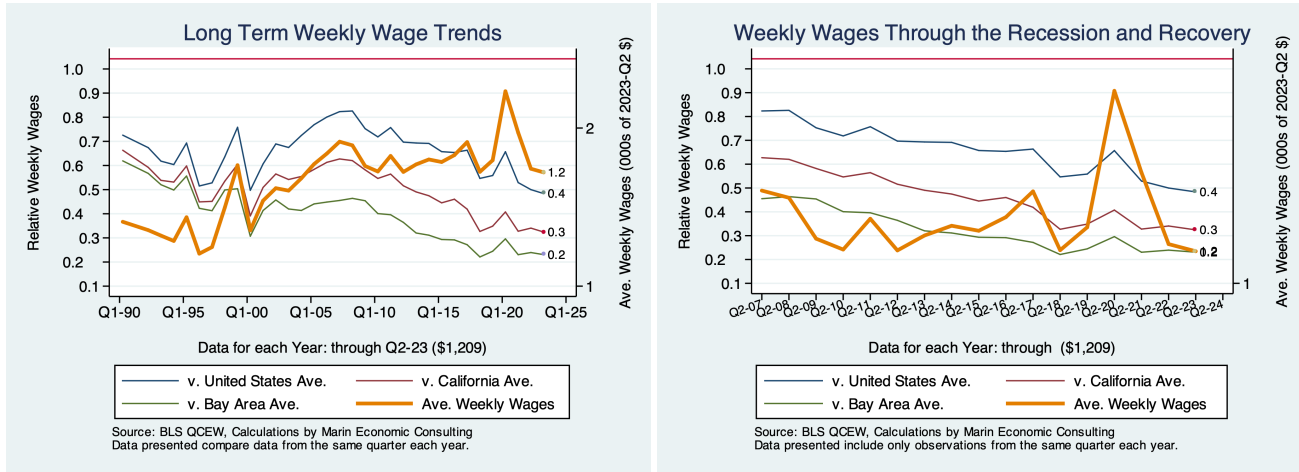 Long Term Weekly Wage Trends
Relative Weekly Wages
1.0
0.9
0.8
0.7
0.6
0.5
0.4
0.3
0.2
0.1
2
1
Ave. Weekly Wages (000s of 2023-Q2 $)
1.2
0.4
0.3
0.2
Q1-90 Q1-95 Q1-00 Q1-05 Q1-10 Q1-15 Q1-20 Q1-25
Data for each Year: through Q2-23 ($1,209)
v. United States Ave. v. California Ave.
v. Bay Area Ave. Ave. Weekly Wages
Source: BLS QCEW, Calculations by Marin Economic Consulting
Data presented compare data from the same quarter each year.
Weekly Wages Through the Recession and Recovery
Relative Weekly Wages
1.0
0.9
0.8
0.7
0.6
0.5
0.4
0.3
0.2
0.1
1
Ave. Weekly Wages (000s of 2023-Q2 $)
0.4
0.3
Q2-07 Q2-08 Q2-09 Q2-10 Q2-11 Q2-12 Q2-13 Q2-14 Q2-15 Q2-16 Q2-17 Q2-18 Q2-19 Q2-20 Q2-21 Q2-22 Q2-23 Q2-24
Data for each Year: through ($1,209)
v. United States Ave. v. California Ave.
v. Bay Area Ave. Ave. Weekly Wages
Source: BLS QCEW, Calculations by Marin Economic Consulting
Data presented include only observations from the same quarter each year.